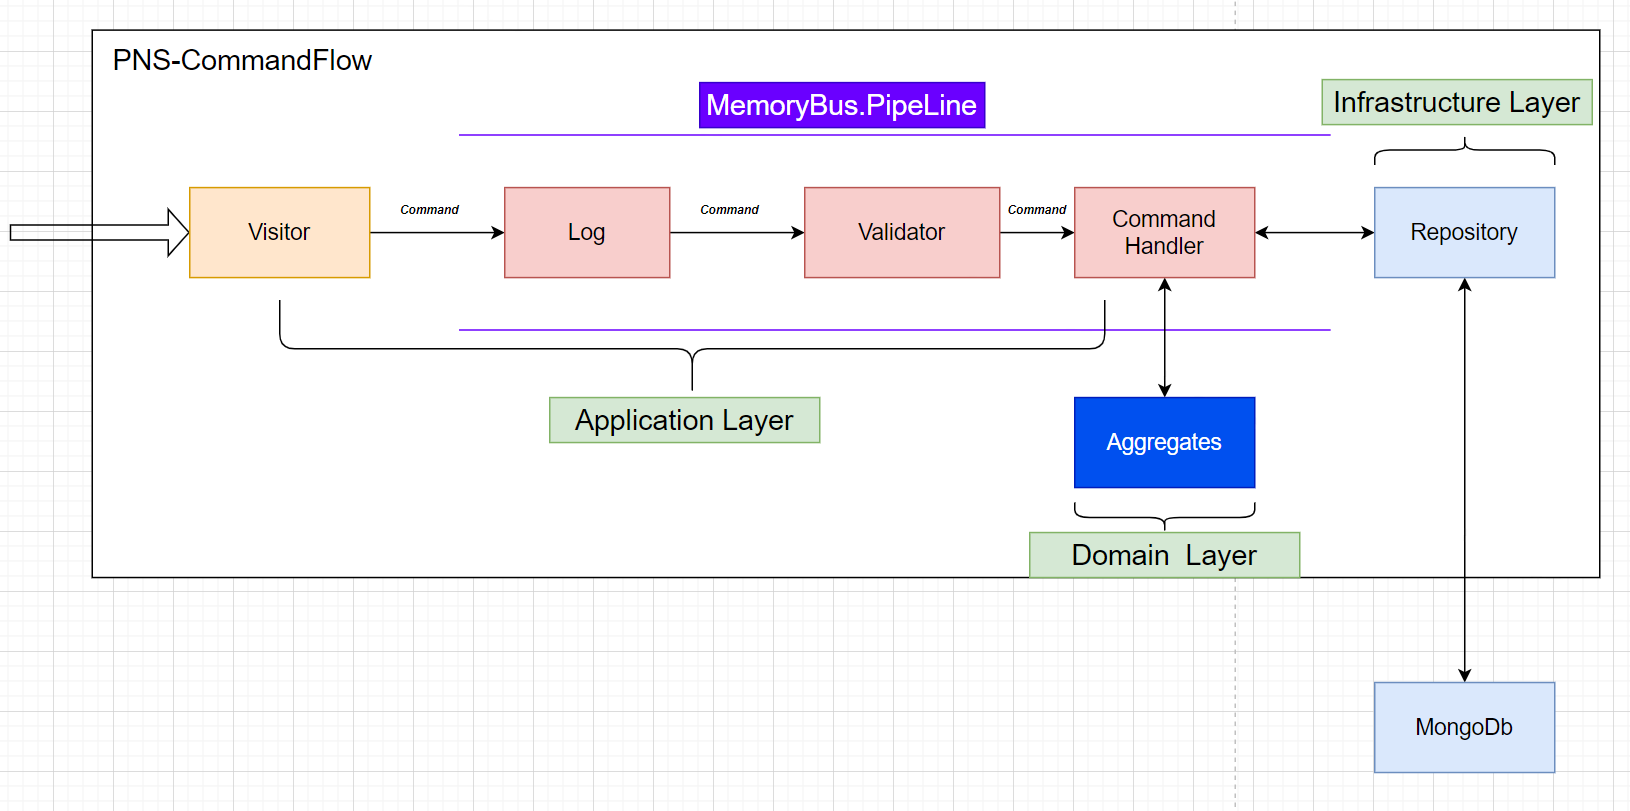 PNS-CommandFlow
MemoryBus.PipeLine
Infrastructure Layer
Visitor
Command
Log
Command
Validator
Command
Command
Handler
Repository
Application Layer
Aggregates
Domain  Layer
MongoDb